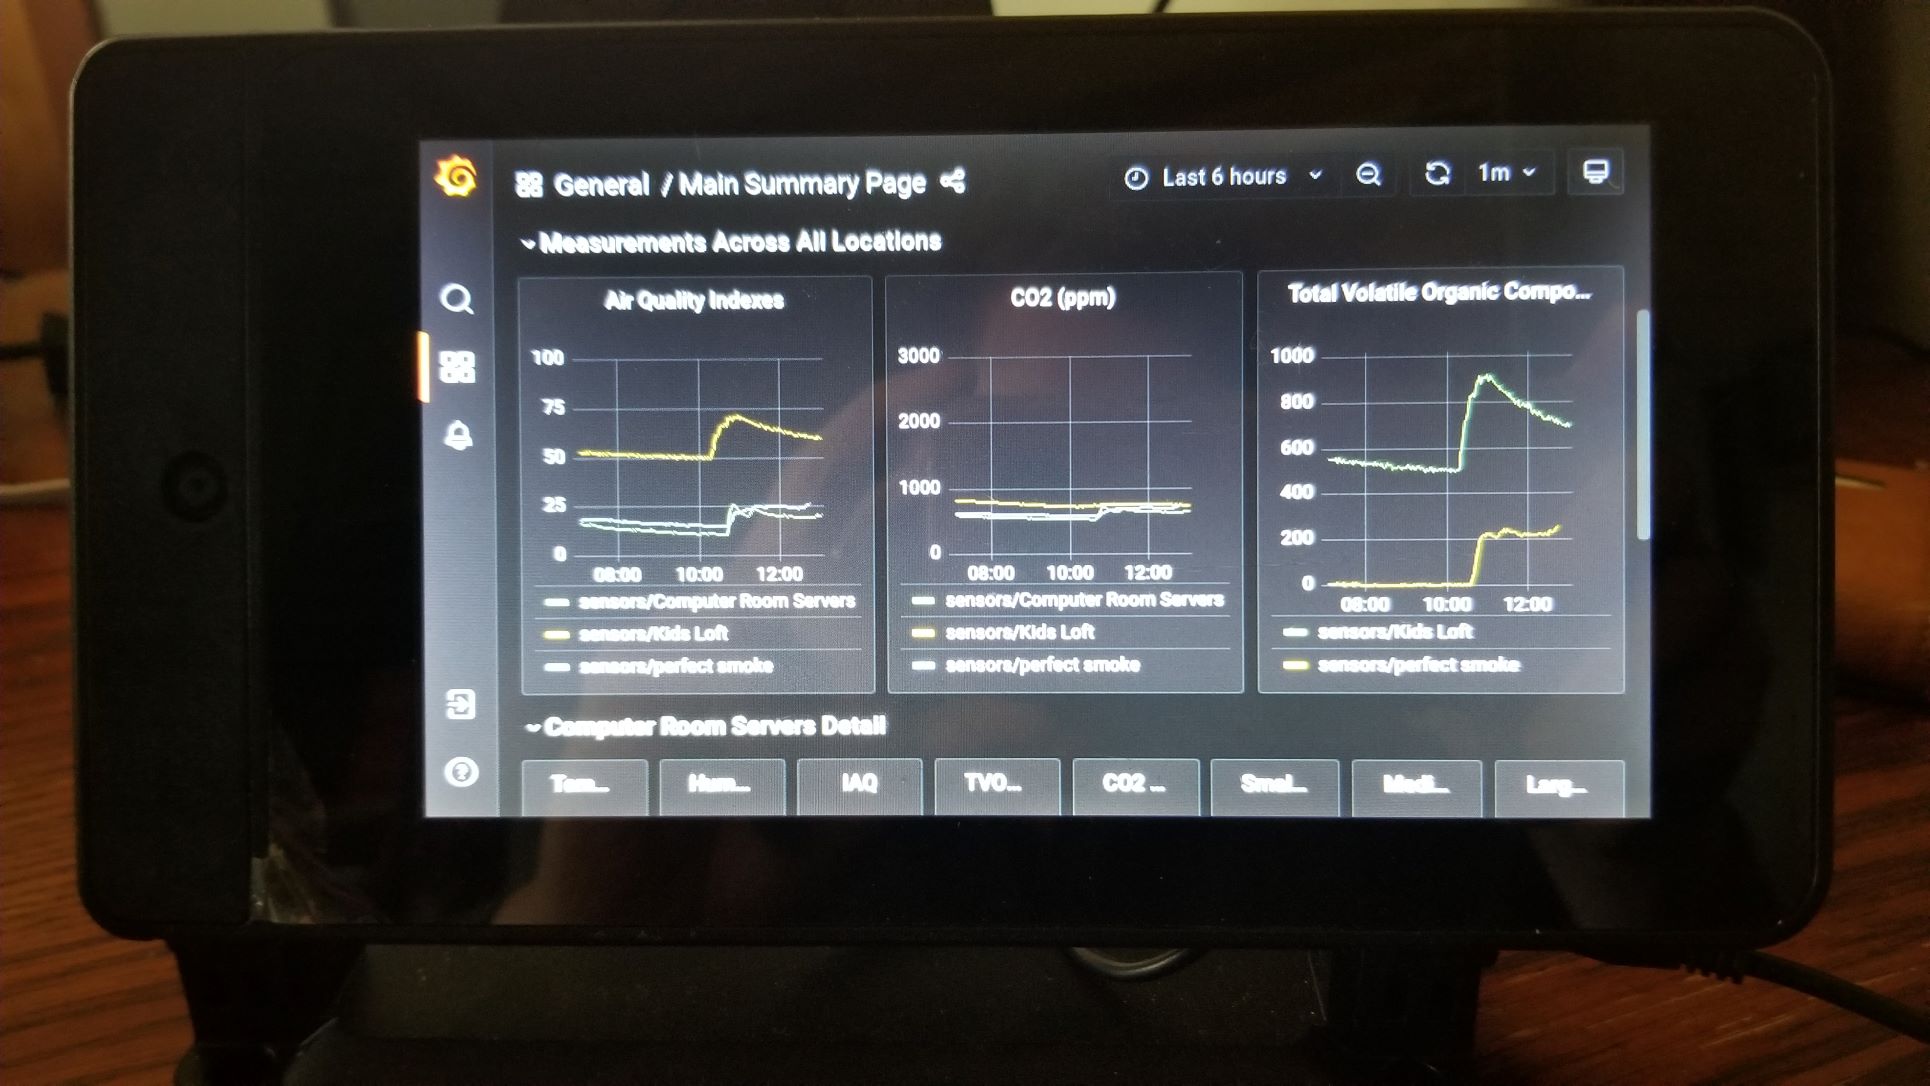 General / Main Summary Page
Last 6 hours
1m
Measurements Across All Locations
Air Quality Indexes
100
75
50
25
0
08:00 10:00 12:00
sensors/Computer Room Servers
sensors/Kids Loft
sensors/perfect smoke
CO2 (ppm)
3000
2000
1000
0
08:00 10:00 12:00
sensors/Computer Room Servers
sensors/Kids Loft
sensors/perfect smoke
Total Volatile Organic Compo...
1000
800
600
400
200
0
08:00 10:00 12:00
sensors/Kids Loft
sensors/perfect smoke
Computer Room Servers Detail
Tem... Hum... IAQ TVO... CO2 ... Smal... Medi... Larg...